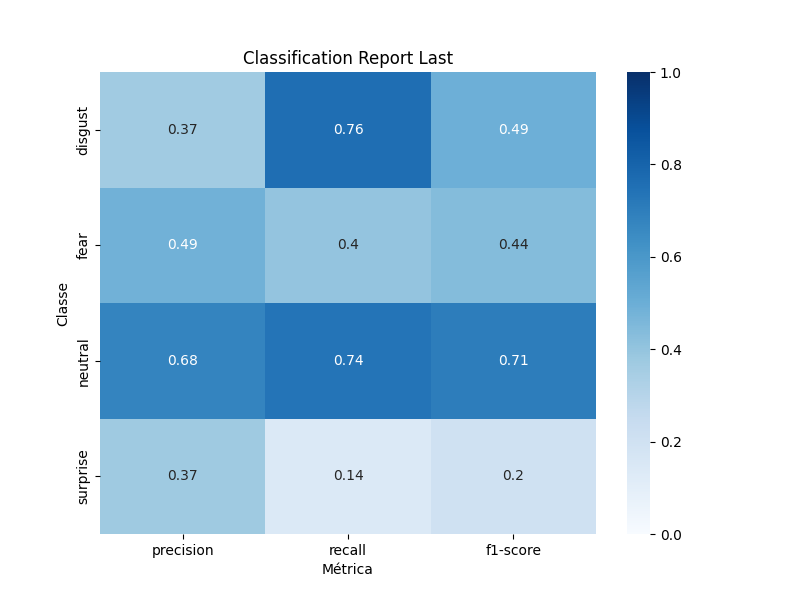 Classification Report Last
Classe
disgust 0.37 0.76 0.49
fear 0.49 0.4 0.44
neutral 0.68 0.74 0.71
surprise 0.37 0.14 0.2
precision recall f1-score
Métrica
1.0
0.8
0.6
0.4
0.2
0.0